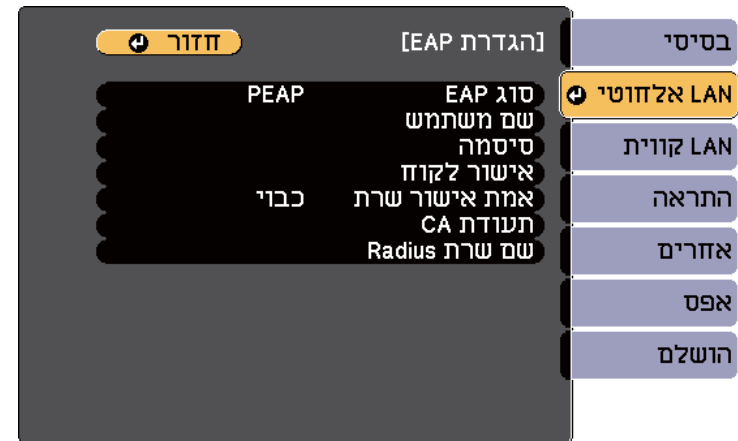 בסיסי
LAN אלחוטי
LAN קווית
התראה
אחרים
אפס
הושלם
[הגדרת EAP]
חזור
סוג EAP PEAP
שם משתמש
סיסמה
אישור לקוח
אמת אישור שרת כבוי
תעודת CA
שם שרת Radius